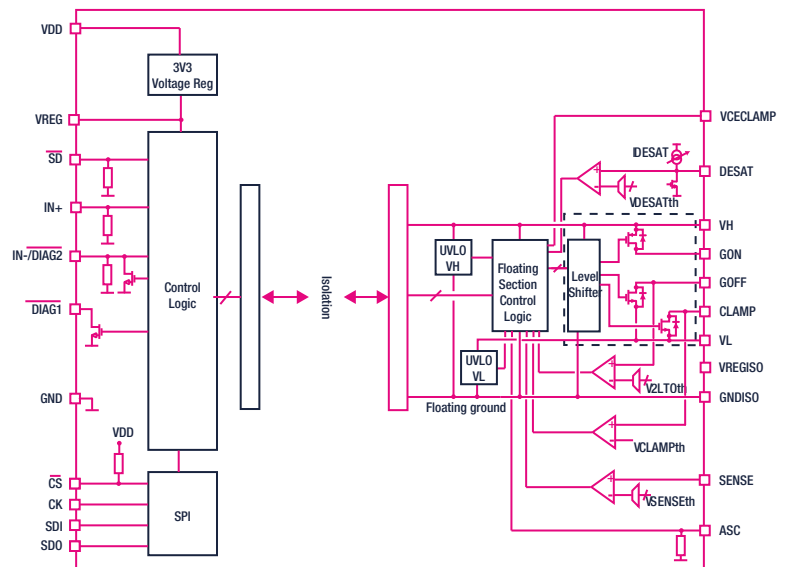 VDD
3V3
Voltage Reg
VREG
SD
IN+
IN-/DIAG2
DIAG1
GND
VDD
CS
CK
SDI
SDO
Control
Logic
SPI
Isolation
UVLO
VH
UVLO
VL
Floating
Section
Control
Logic
Level
Shifter
Floating ground
IDESAT
VDESATth
V2LTOth
VCLAMPth
VSENSEth
VCECLAMP
DESAT
VH
GON
GOFF
CLAMP
VL
VREGISO
GNDISO
SENSE
ASC